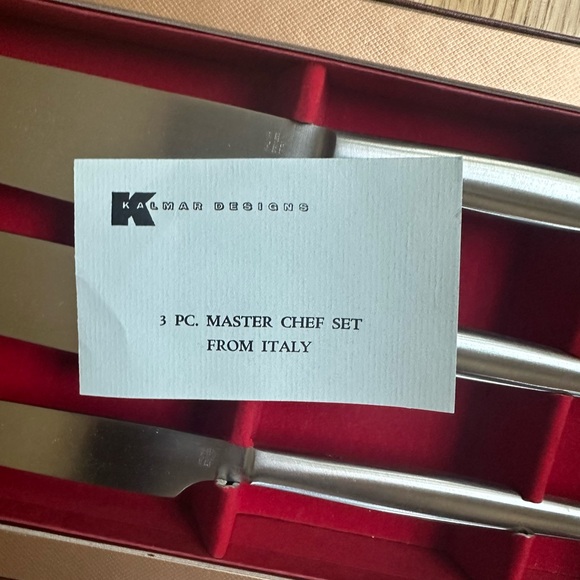 KALMAR DESIGNS
3 PC. MASTER CHEF SET
FROM ITALY